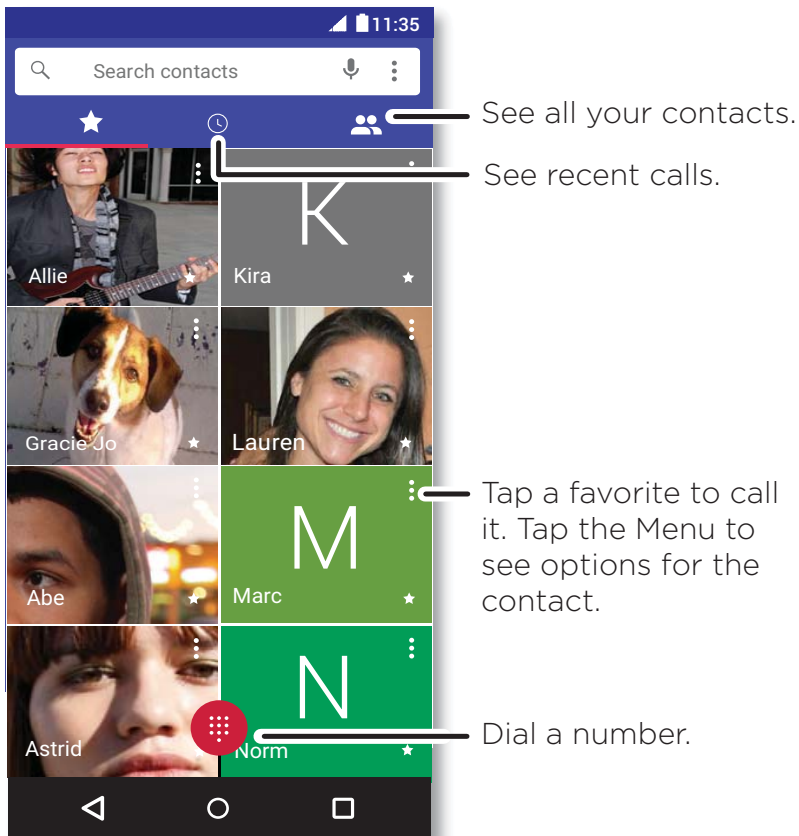 11:35
Search contacts
See all your contacts.
See recent calls.
K
Allie
Kira
Gracie Jo
Lauren
Tap a favorite to call
it. Tap the Menu to
see options for the
contact.
M
Abe
Marc
N
Dial a number.
Astrid
Norm